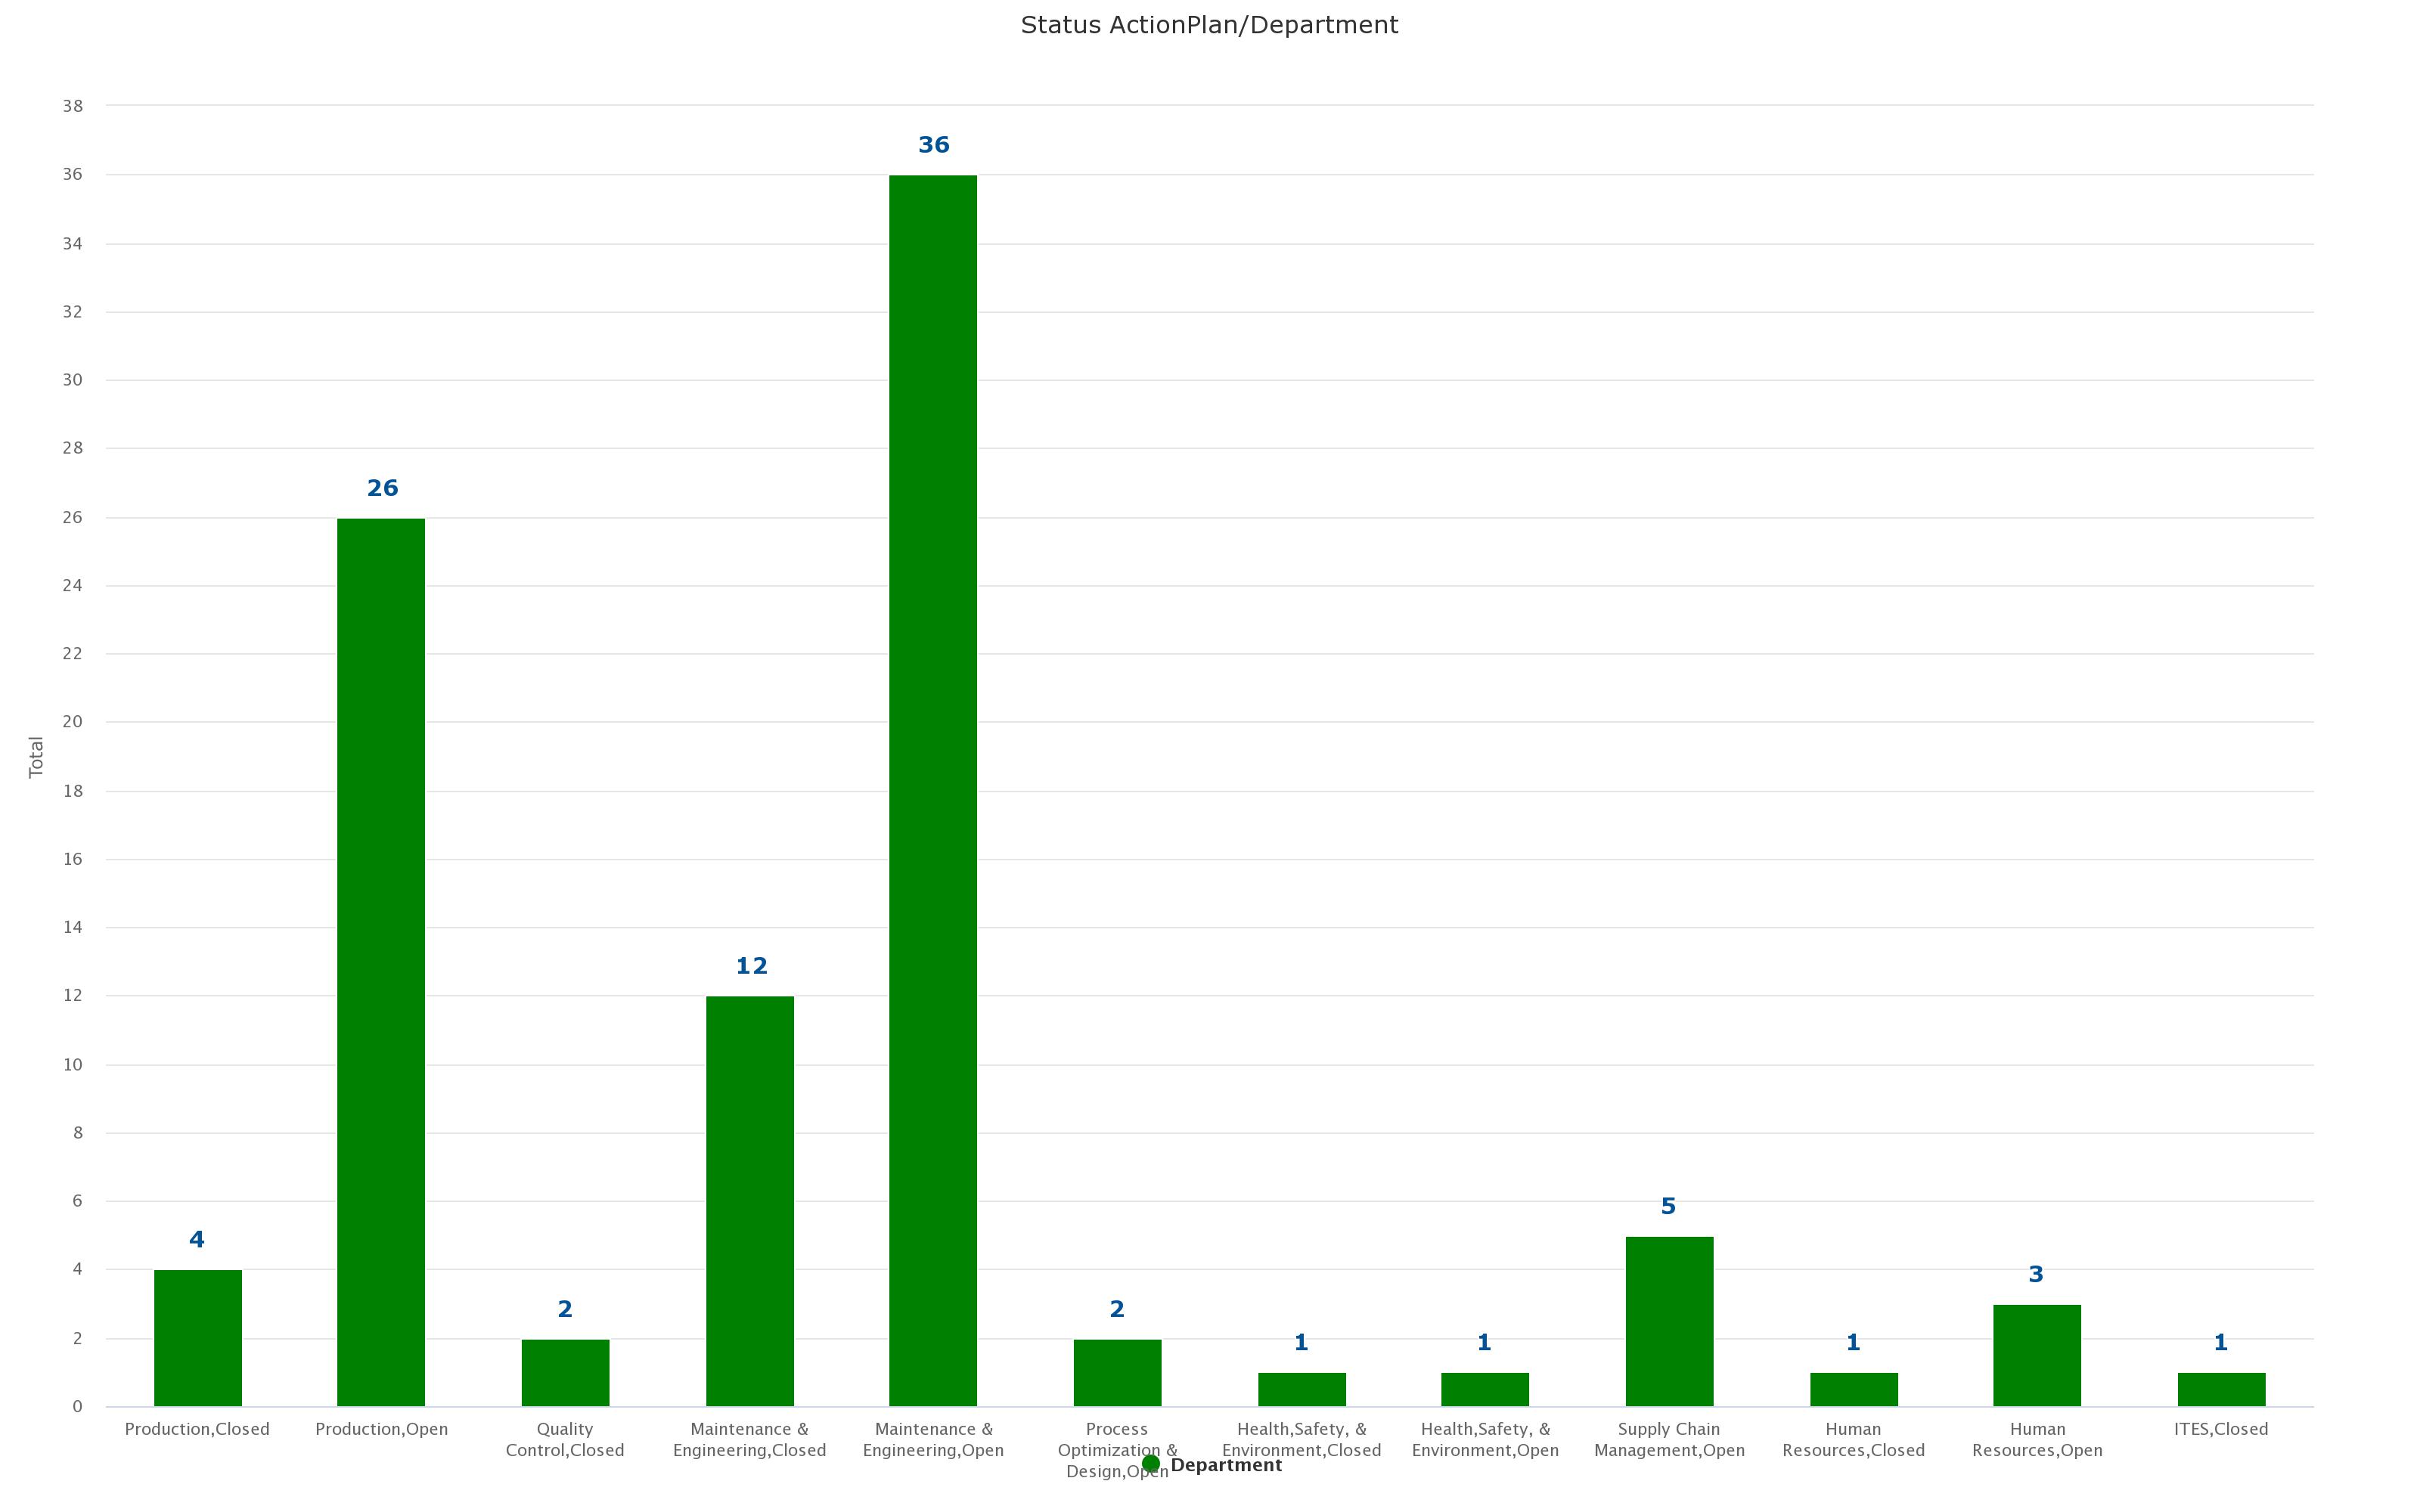 Status ActionPlan/Department
38
36
34
32
30
28
26
24
22
20
18
16
14
12
10
8
6
4
2
0
Total
4
26
2
12
36
2
1
1
5
1
3
1
Production,Closed
Production,Open
Quality
Control,Closed
Maintenance &
Engineering,Closed
Maintenance &
Engineering,Open
Process
Optimization &
Design,Open
Health,Safety, &
Environment,Closed
Health,Safety, &
Environment,Open
Supply Chain
Management,Open
Human
Resources,Closed
Human
Resources,Open
ITES,Closed
Department